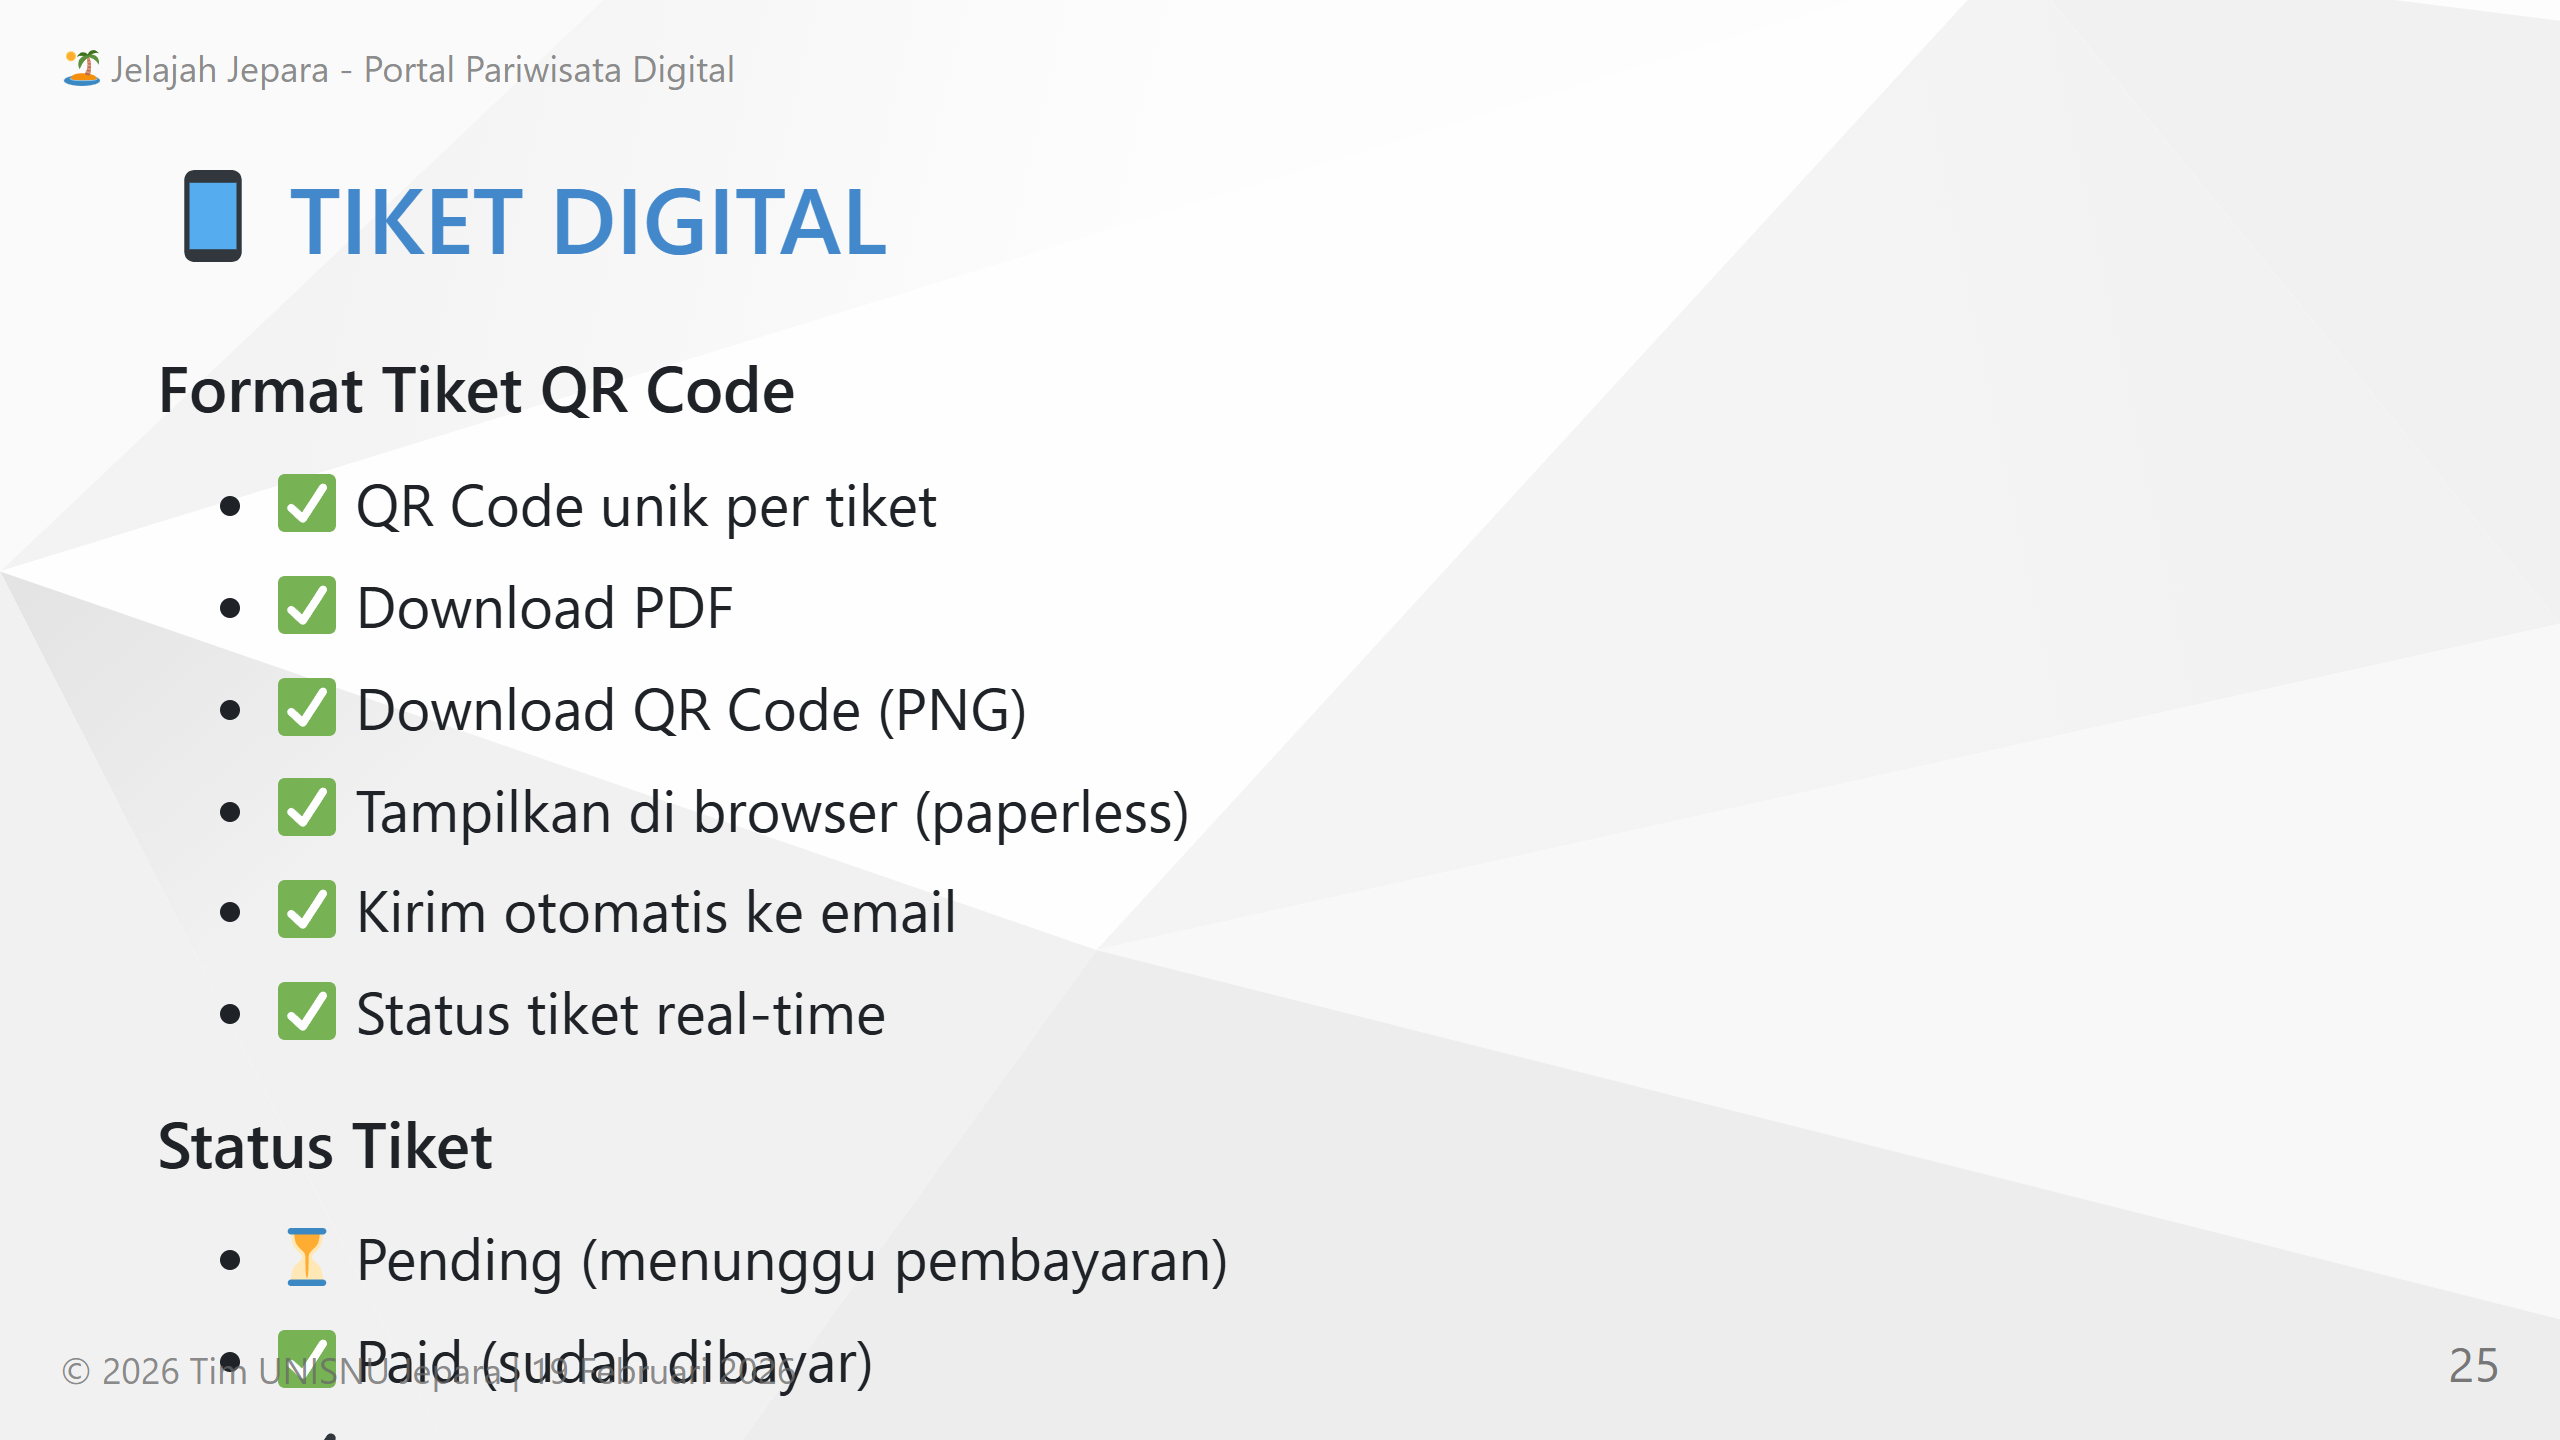 Jelajah Jepara - Portal Pariwisata Digital
TIKET DIGITAL
Format Tiket QR Code
• ✅ QR Code unik per tiket
• ✅ Download PDF
• ✅ Download QR Code (PNG)
• ✅ Tampilkan di browser (paperless)
• ✅ Kirim otomatis ke email
• ✅ Status tiket real-time
Status Tiket
• ⏳ Pending (menunggu pembayaran)
• ✅ Paid (sudah dibayar)
© 2026 Tim UNISNU Jepara | 19 Februari 2026
25